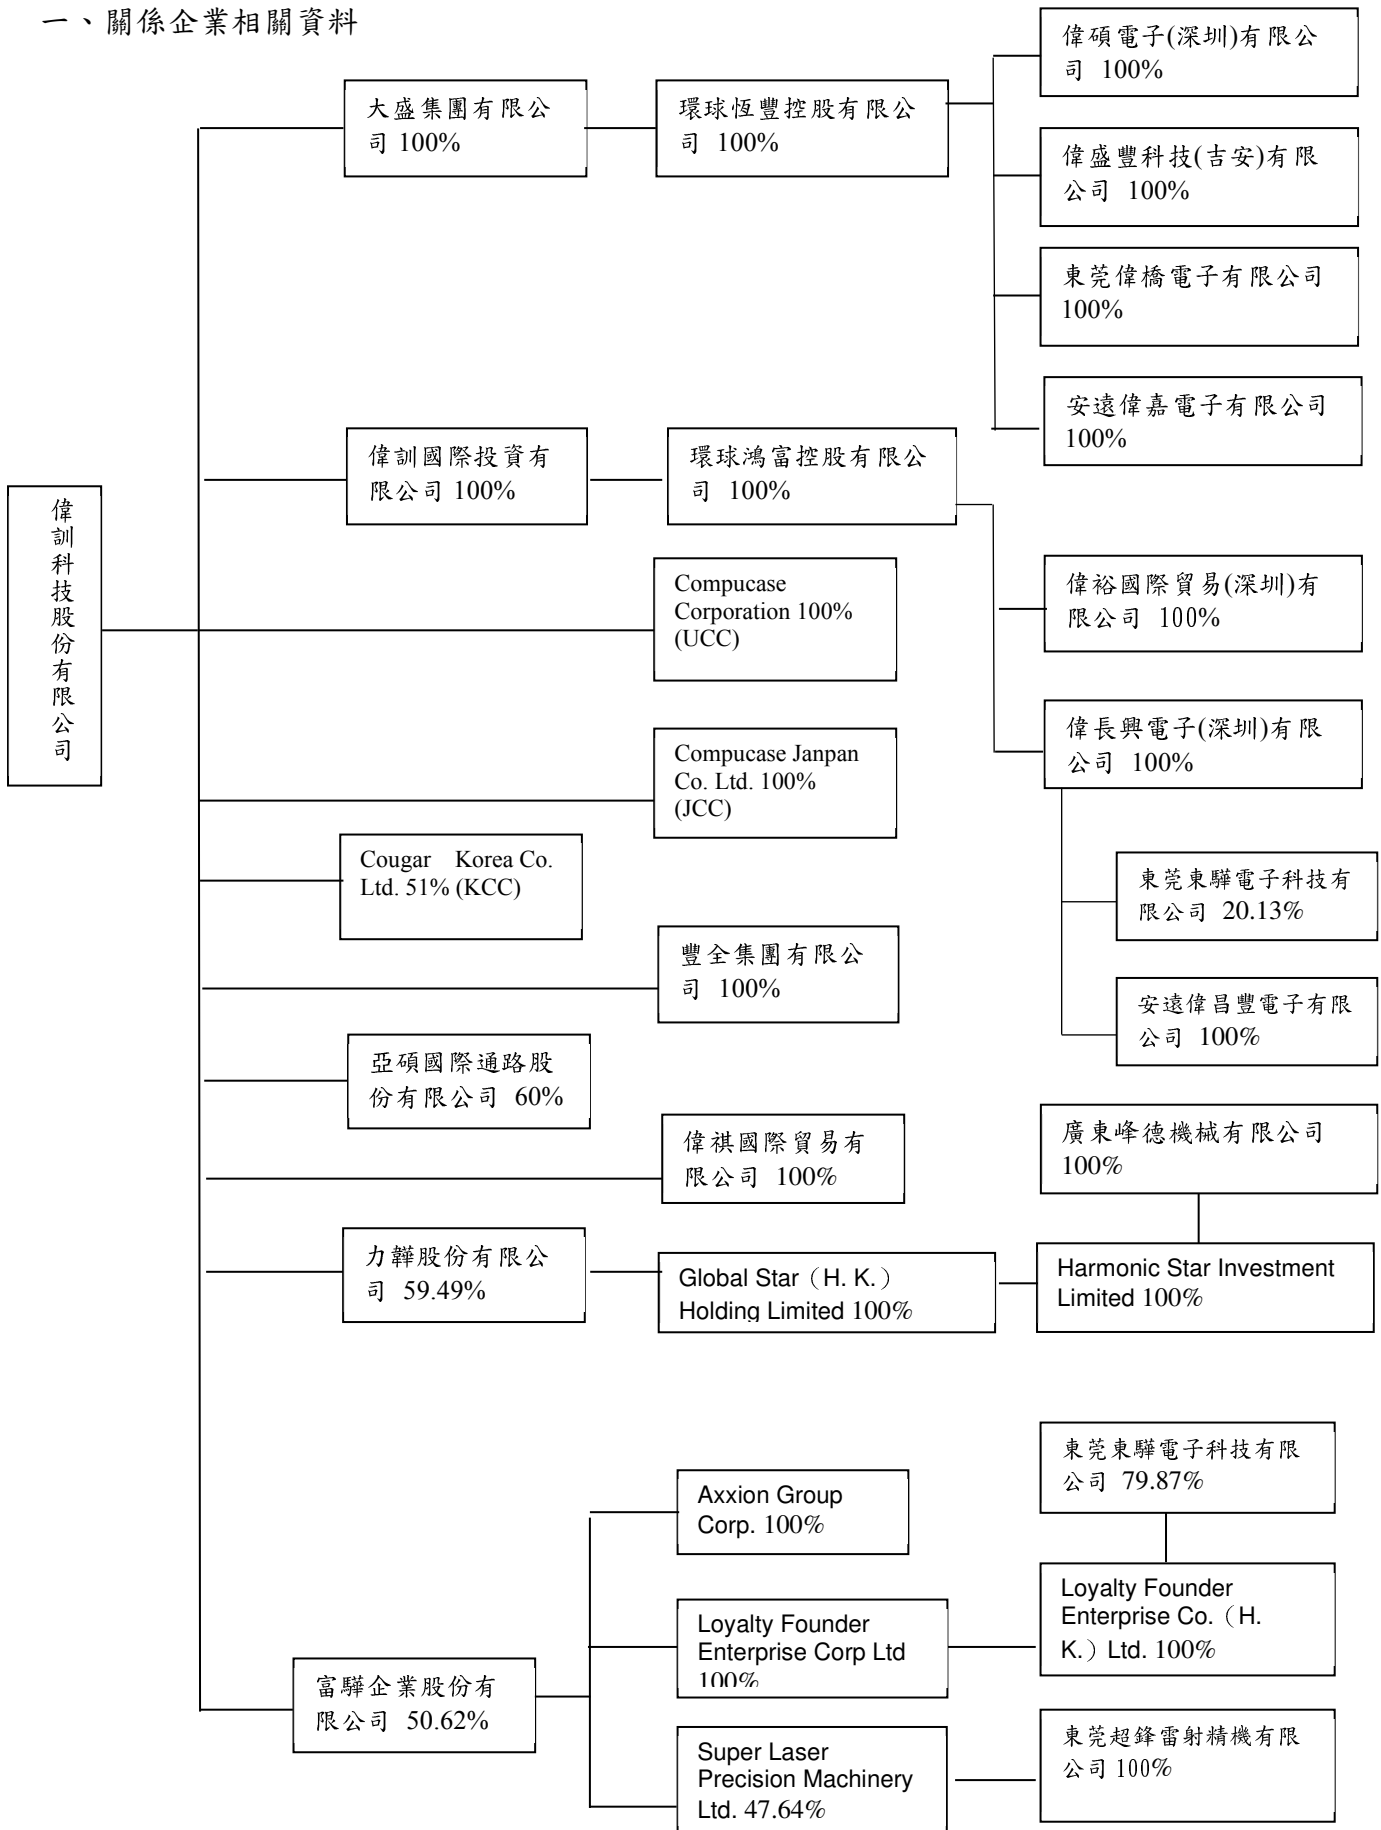 一、關係企業相關資料
偉碩電子(深圳)有限公
司 100%
大盛集團有限公
司 100%
環球恆豐控股有限公
司 100%
偉盛豐科技(吉安)有限
公司 100%
東莞偉橋電子有限公司
100%
安遠偉嘉電子有限公司
100%
偉訓國際投資有
限公司 100%
環球鴻富控股有限公
司 100%
偉訓科技股份有限公司
Compucase
Corporation 100%
(UCC)
偉裕國際貿易(深圳)有
限公司 100%
偉長興電子(深圳)有限
公司 100%
Compucase Janpan
Co. Ltd. 100%
(JCC)
Cougar Korea Co.
Ltd. 51% (KCC)
東莞東驊電子科技有
限公司 20.13%
豐全集團有限公
司 100%
安遠偉昌豐電子有限
公司 100%
亞碩國際通路股
份有限公司 60%
偉祺國際貿易有
限公司 100%
廣東峰德機械有限公司
100%
力韡股份有限公
司 59.49%
Global Star（H. K.）
Holding Limited 100%
Harmonic Star Investment
Limited 100%
東莞東驊電子科技有限
公司 79.87%
Axxion Group
Corp. 100%
Loyalty Founder
Enterprise Corp Ltd
100%
Loyalty Founder
Enterprise Co.（H.
K.）Ltd. 100%
富驊企業股份有
限公司 50.62%
Super Laser
Precision Machinery
Ltd. 47.64%
東莞超鋒雷射精機有限
公司 100%